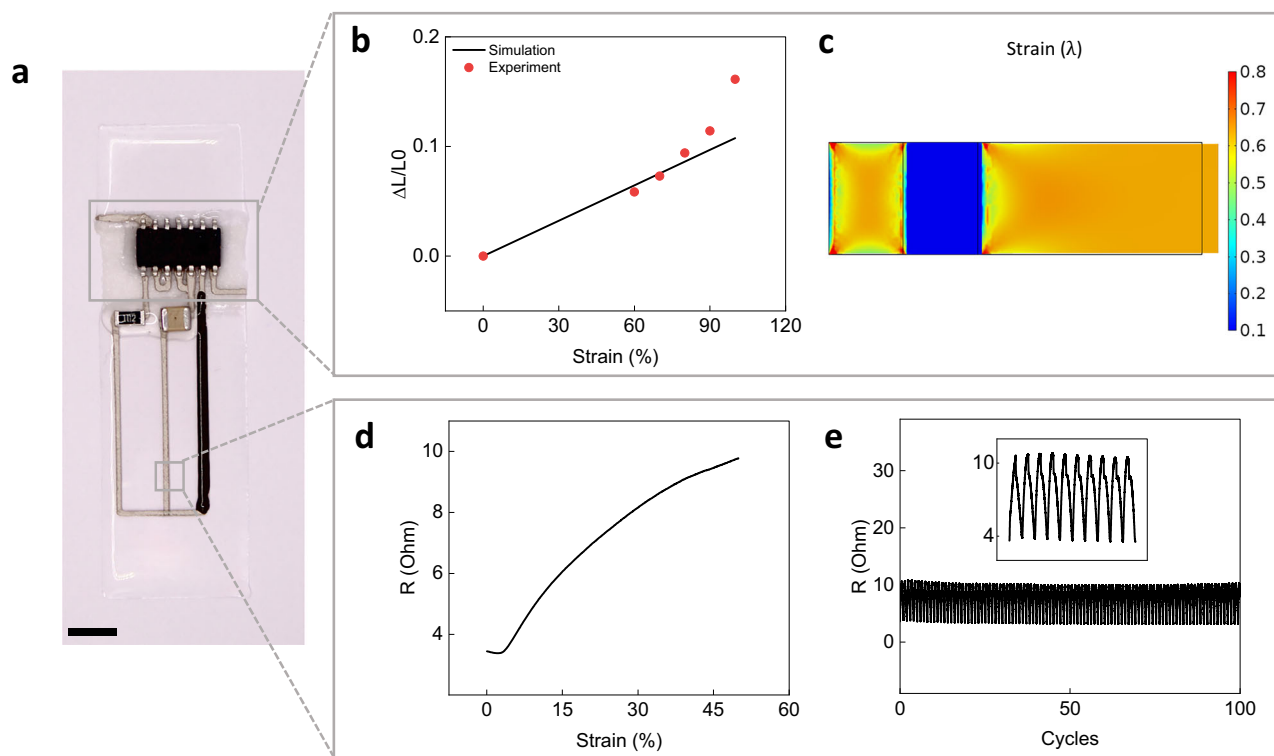 a
b
0.2
0.1
0.0
ΔL/L0
Simulation
Experiment
0
30
60
90
120
Strain (%)
c
Strain (λ)
0.8
0.7
0.6
0.5
0.4
0.3
0.2
0.1
d
10
8
6
4
R (Ohm)
0
15
30
45
60
Strain (%)
e
30
20
10
0
R (Ohm)
10
4
0
50
100
Cycles